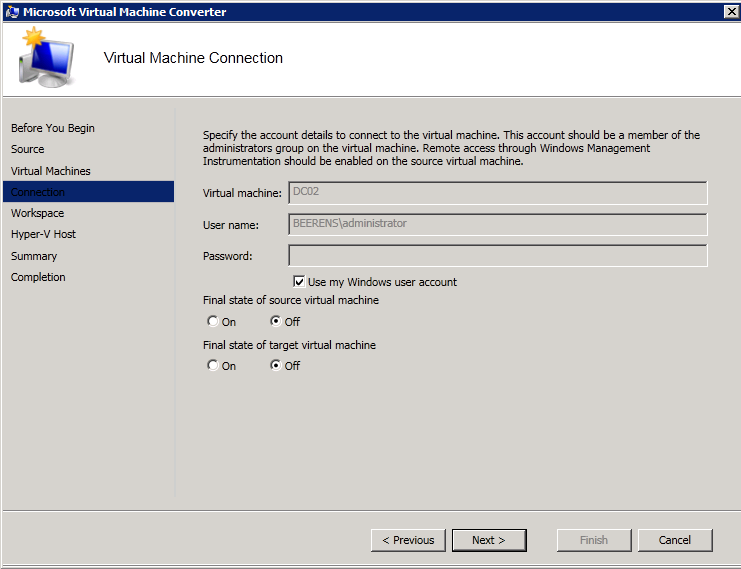 Microsoft Virtual Machine Converter
Virtual Machine Connection
Before You Begin
Source
Virtual Machines
Connection
Workspace
Hyper-V Host
Summary
Completion
Specify the account details to connect to the virtual machine. This account should be a member of the
administrators group on the virtual machine. Remote access through Windows Management
Instrumentation should be enabled on the source virtual machine.
Virtual machine: DC02
User name: BEERENS\administrator
Password:
Use my Windows user account
Final state of source virtual machine
On Off
Final state of target virtual machine
On Off
< Previous Next > Finish Cancel